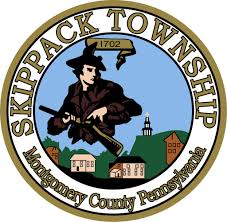 SKIPPACK TOWNSHIP
1702
Montgomery County Pennsylvania